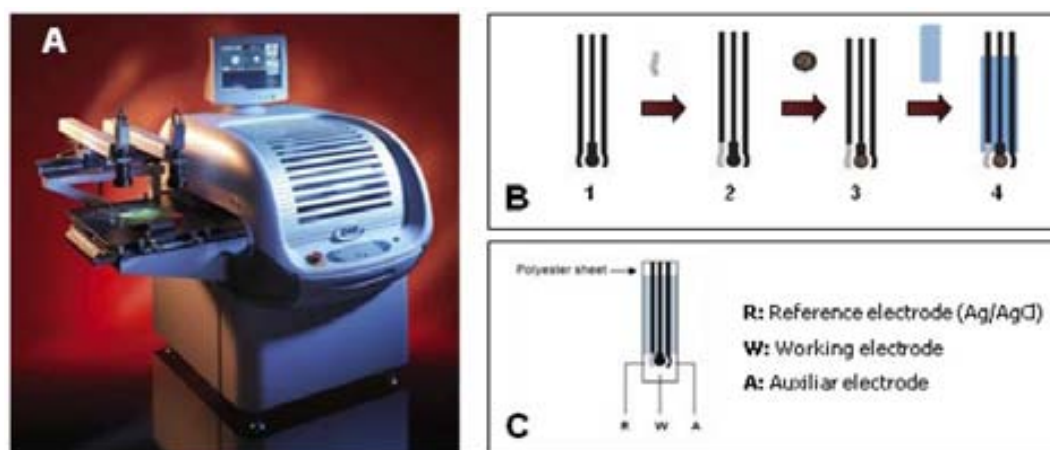 A
B
1
2
3
4
C
Polyester sheet
R
W
A
R: Reference electrode (Ag/AgCl)
W: Working electrode
A: Auxiliar electrode